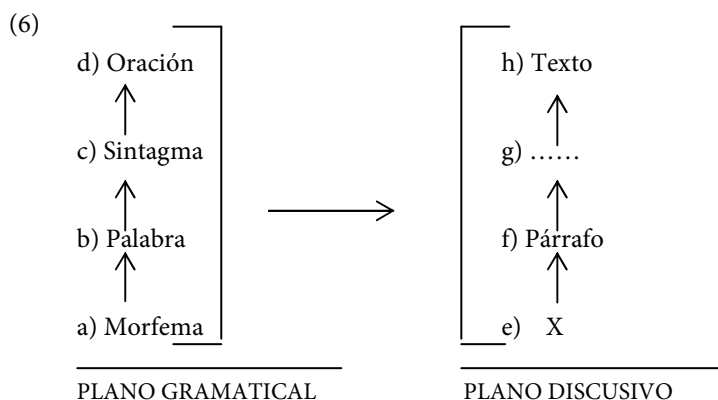 (6)
d) Oración
h) Texto
c) Sintagma
g) ……
b) Palabra
f) Párrafo
a) Morfema
e) X
PLANO GRAMATICAL
PLANO DISCUSIVO